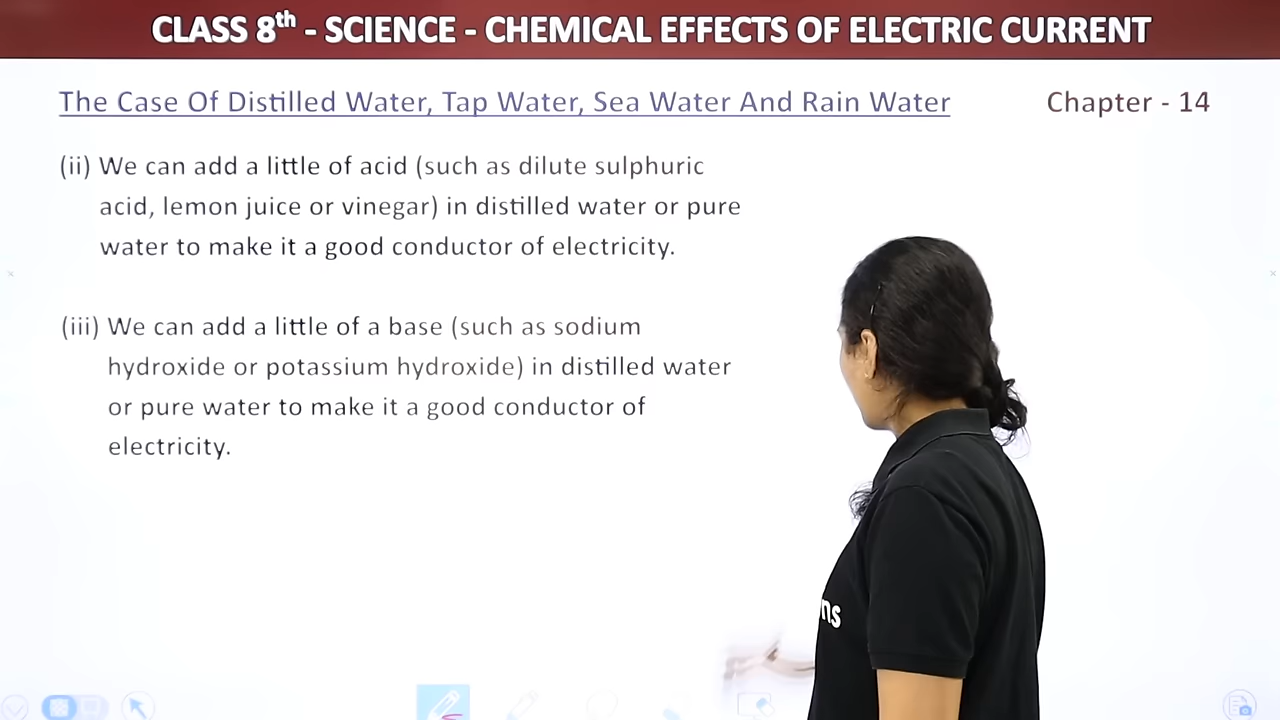 CLASS 8th - SCIENCE - CHEMICAL EFFECTS OF ELECTRIC CURRENT
The Case Of Distilled Water, Tap Water, Sea Water And Rain Water
Chapter - 14
(ii) We can add a little of acid (such as dilute sulphuric
acid, lemon juice or vinegar) in distilled water or pure
water to make it a good conductor of electricity.
(iii) We can add a little of a base (such as sodium
hydroxide or potassium hydroxide) in distilled water
or pure water to make it a good conductor of
electricity.